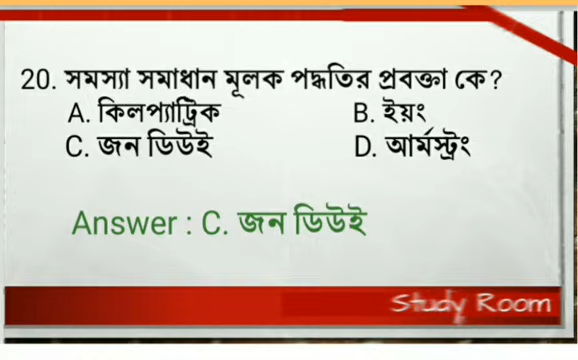 20. সমস্যা সমাধান মূলক পদ্ধতির প্রবক্তা কে?
A. কিলপ্যাট্রিক B. ইয়ং
C. জন ডিউই D. আর্মস্ট্রং
Answer : C. জন ডিউই
Study Room